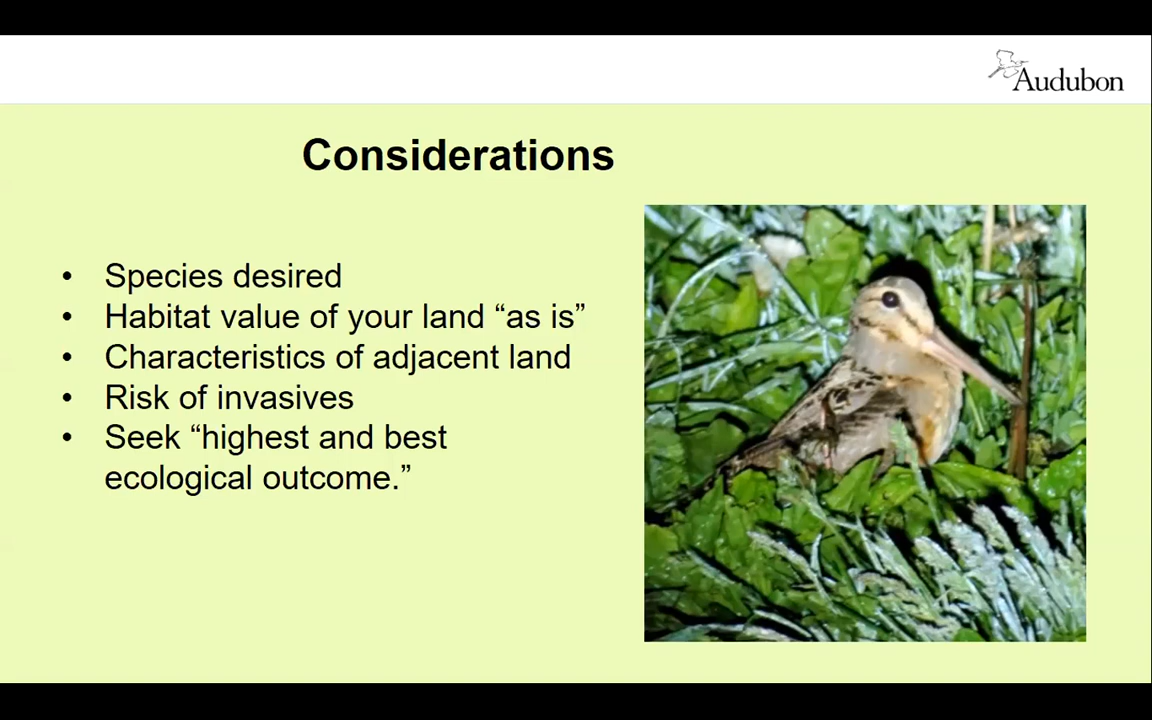 Audubon
Considerations
• Species desired
• Habitat value of your land “as is”
• Characteristics of adjacent land
• Risk of invasives
• Seek “highest and best
ecological outcome.”